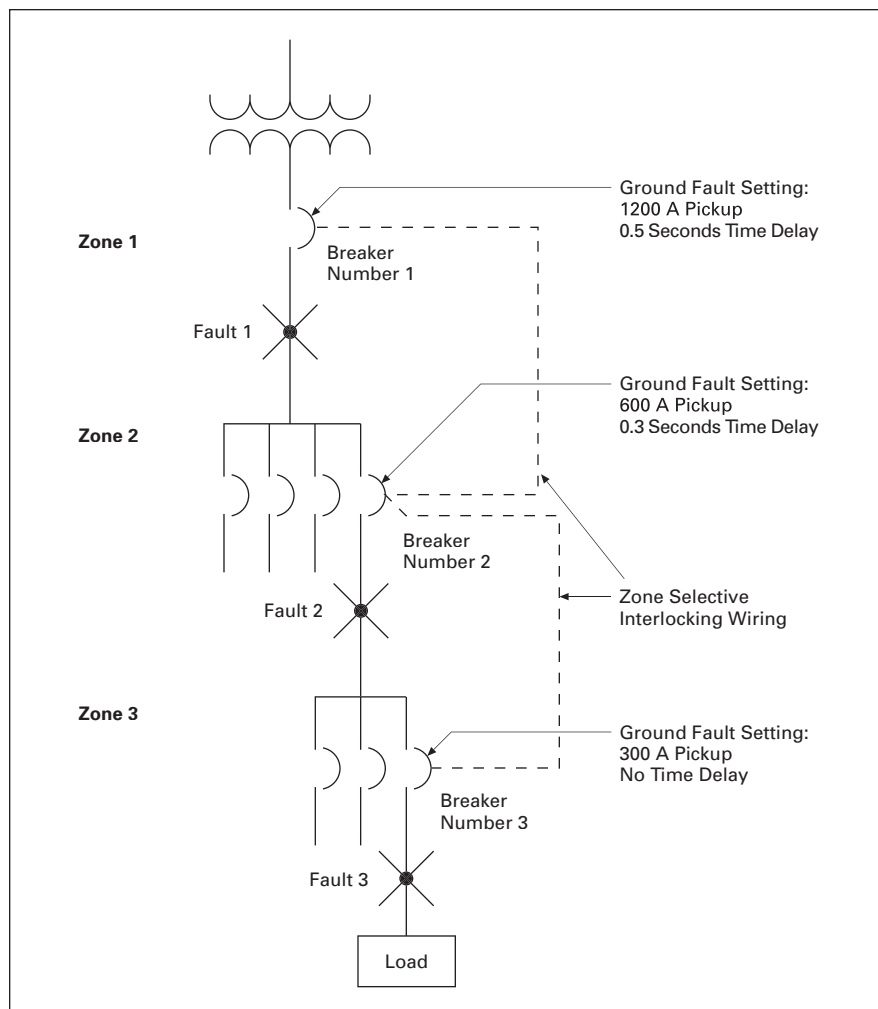 Ground Fault Setting:
1200 A Pickup
0.5 Seconds Time Delay
Zone 1
Breaker
Number 1
Fault 1
Ground Fault Setting:
600 A Pickup
0.3 Seconds Time Delay
Zone 2
Breaker
Number 2
Fault 2
Zone Selective
Interlocking Wiring
Zone 3
Ground Fault Setting:
300 A Pickup
No Time Delay
Breaker
Number 3
Fault 3
Load